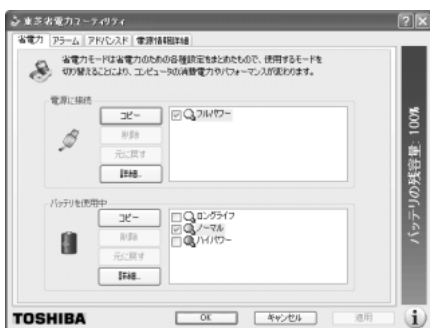 東芝省電力ユーティリティ
省電力 アラーム アドバンスド 電源情報詳細
省電力モードは省電力のための各種設定をまとめたもので、使用するモードを
切り替えることにより、コンピュータの消費電力やパフォーマンスが変わります。
電源に接続
コピー
削除
元に戻す
詳細...
フルパワー
バッテリを使用中
コピー
削除
元に戻す
詳細...
ロングライフ
ノーマル
ハイパワー
バッテリの残容量: 100%
TOSHIBA
OK キャンセル 適用